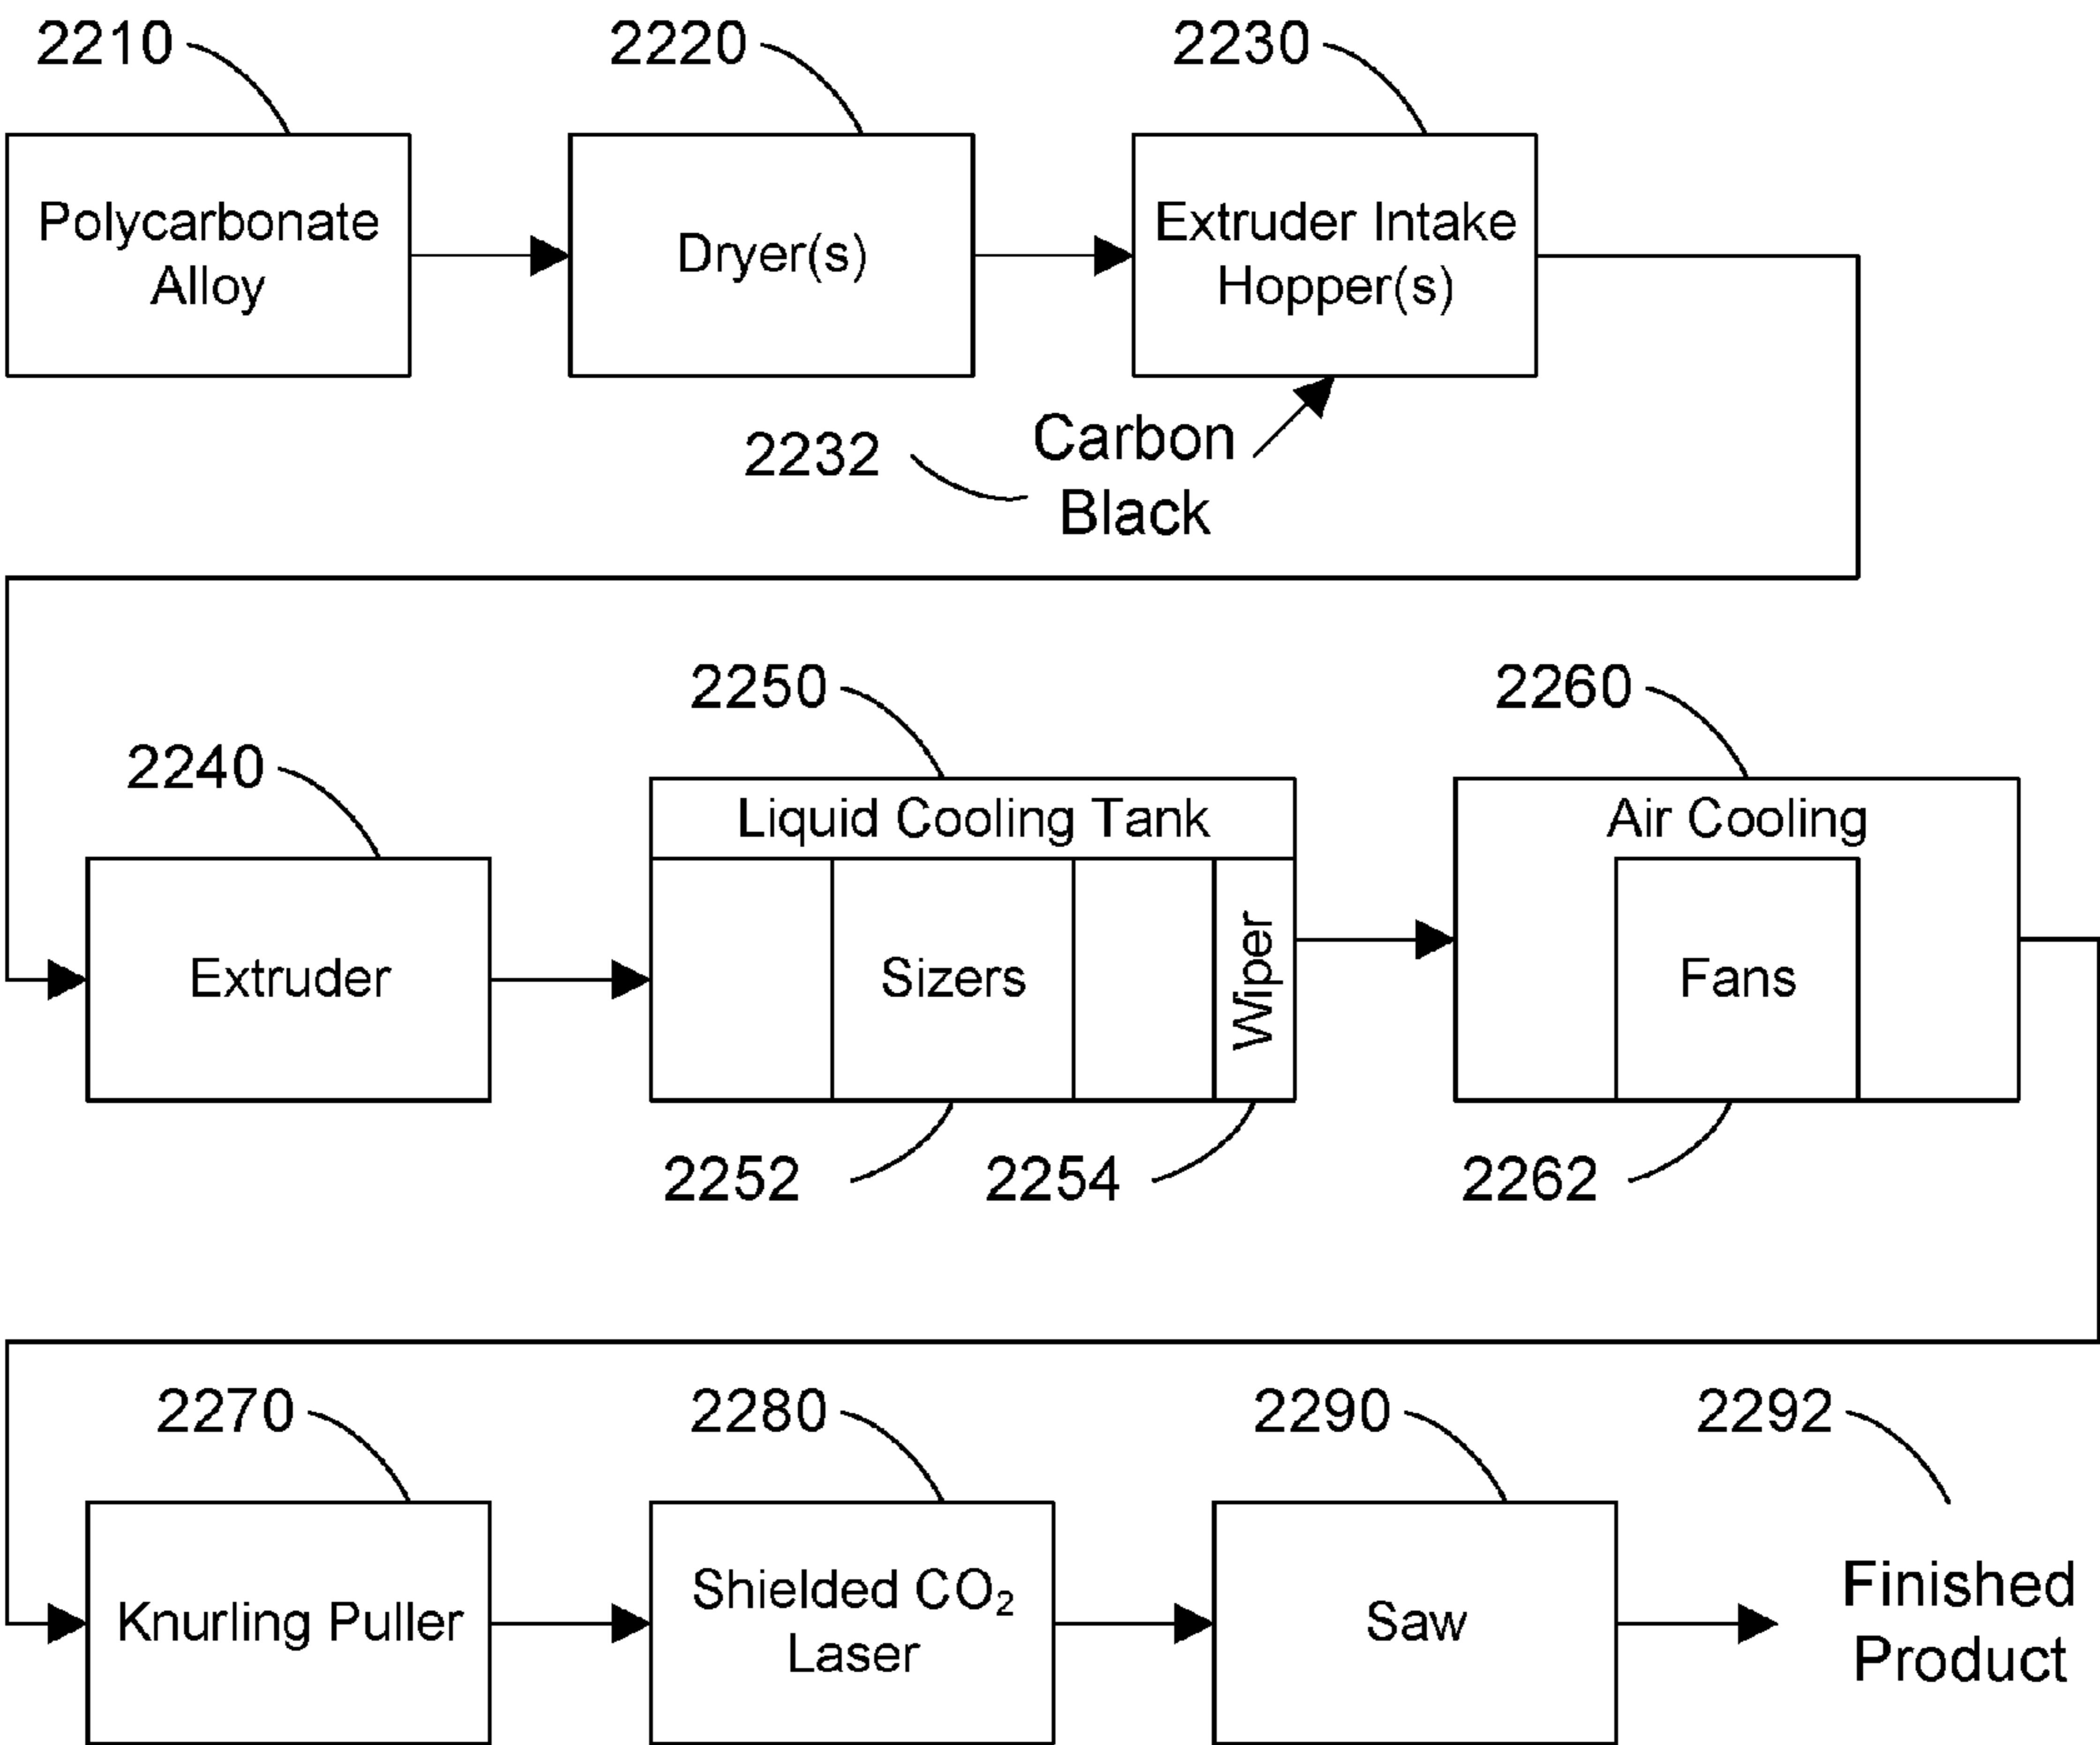 2210
2220
2230
Polycarbonate
Alloy
Dryer(s)
Extruder Intake
Hopper(s)
2232
Carbon
Black
2240
2250
2260
Extruder
Liquid Cooling Tank
Sizers
Wiper
Air Cooling
Fans
2252
2254
2262
2270
2280
2290
2292
Knurling Puller
Shielded CO₂
Laser
Saw
Finished
Product